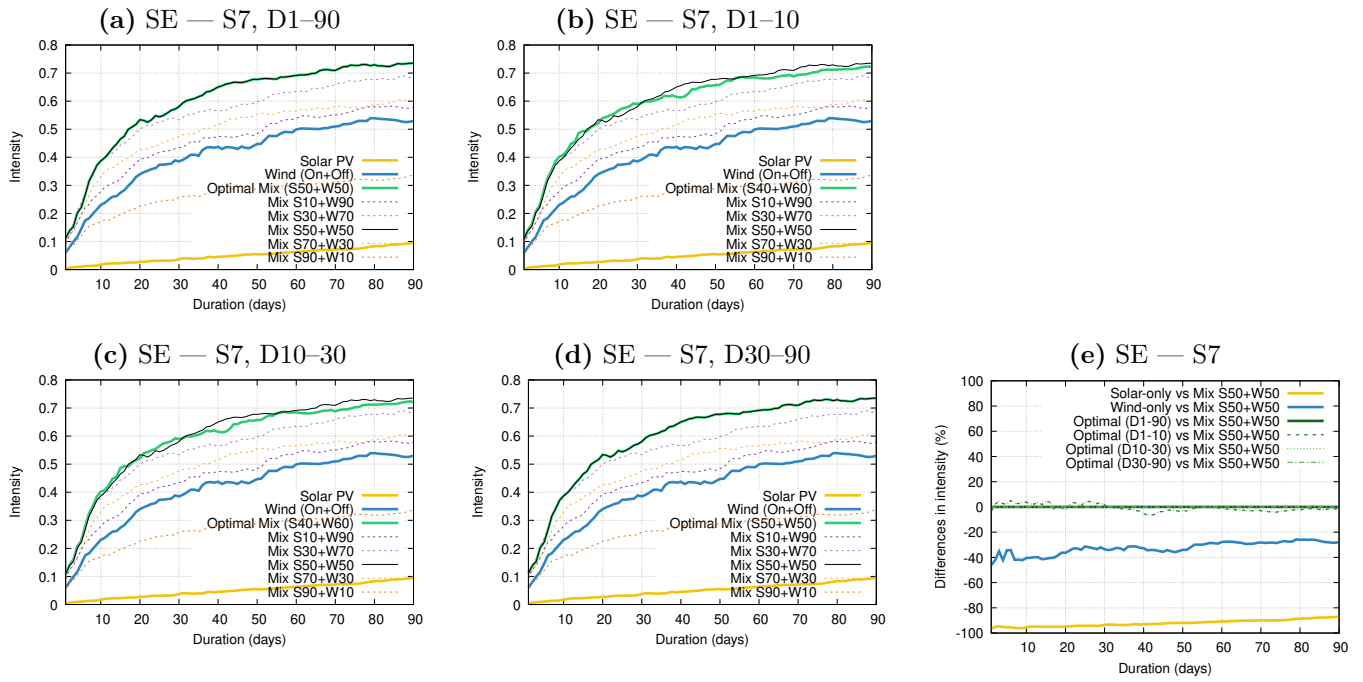 (a) SE — S7, D1–90
Intensity
0.8
0.7
0.6
0.5
0.4
0.3
0.2
0.1
0
Solar PV
Wind (On+Off)
Optimal Mix (S50+W50)
Mix S10+W90
Mix S30+W70
Mix S50+W50
Mix S70+W30
Mix S90+W10
10 20 30 40 50 60 70 80 90
Duration (days)
(b) SE — S7, D1–10
Intensity
0.8
0.7
0.6
0.5
0.4
0.3
0.2
0.1
0
Solar PV
Wind (On+Off)
Optimal Mix (S40+W60)
Mix S10+W90
Mix S30+W70
Mix S50+W50
Mix S70+W30
Mix S90+W10
10 20 30 40 50 60 70 80 90
Duration (days)
(c) SE — S7, D10–30
Intensity
0.8
0.7
0.6
0.5
0.4
0.3
0.2
0.1
0
Solar PV
Wind (On+Off)
Optimal Mix (S40+W60)
Mix S10+W90
Mix S30+W70
Mix S50+W50
Mix S70+W30
Mix S90+W10
10 20 30 40 50 60 70 80 90
Duration (days)
(d) SE — S7, D30–90
Intensity
0.8
0.7
0.6
0.5
0.4
0.3
0.2
0.1
0
Solar PV
Wind (On+Off)
Optimal Mix (S50+W50)
Mix S10+W90
Mix S30+W70
Mix S50+W50
Mix S70+W30
Mix S90+W10
10 20 30 40 50 60 70 80 90
Duration (days)
(e) SE — S7
Differences in intensity (%)
100
80
60
40
20
0
-20
-40
-60
-80
-100
Solar-only vs Mix S50+W50
Wind-only vs Mix S50+W50
Optimal (D1-90) vs Mix S50+W50
Optimal (D1-10) vs Mix S50+W50
Optimal (D10-30) vs Mix S50+W50
Optimal (D30-90) vs Mix S50+W50
10 20 30 40 50 60 70 80 90
Duration (days)